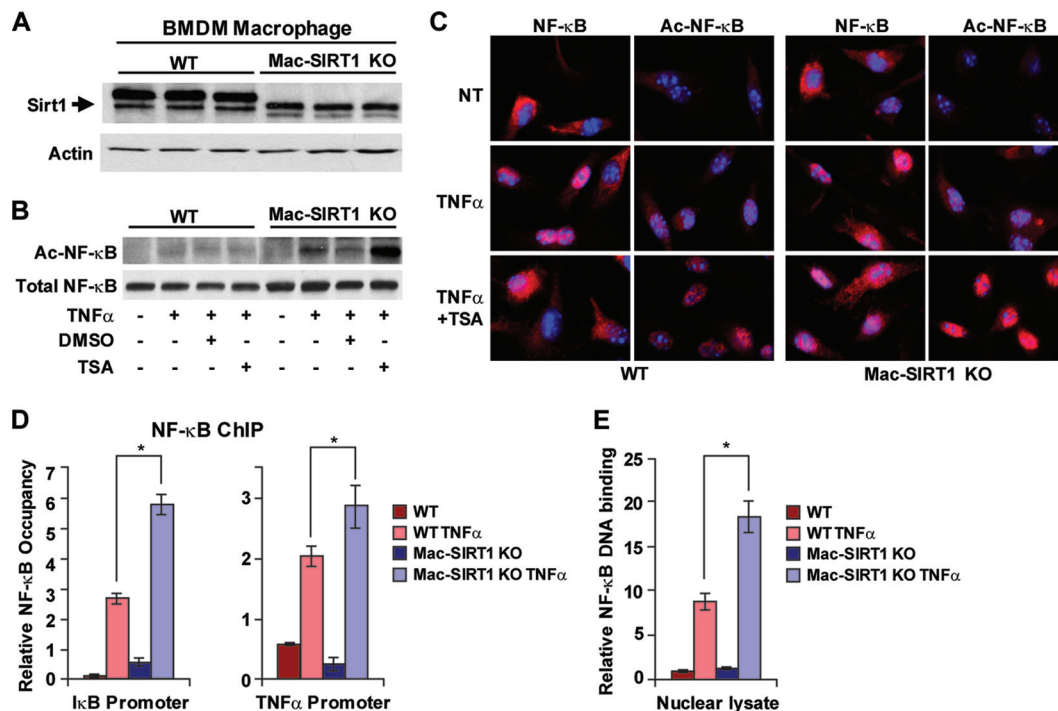 A
BMDM Macrophage
WT Mac-SIRT1 KO
Sirt1
Actin
B
WT Mac-SIRT1 KO
Ac-NF-κB
Total NF-κB
TNFα - + + + - + + +
DMSO - - + - - - + -
TSA - - - + - - - +
C
NF-κB Ac-NF-κB NF-κB Ac-NF-κB
NT
TNFα
TNFα
+TSA
WT Mac-SIRT1 KO
D
NF-κB ChIP
Relative NF-κB Occupancy
7
6
5
4
3
2
1
0
*
IκB Promoter
3
2
1
0
*
TNFα Promoter
WT
WT TNFα
Mac-SIRT1 KO
Mac-SIRT1 KO TNFα
E
Relative NF-κB DNA binding
25
20
15
10
5
0
*
Nuclear lysate
WT
WT TNFα
Mac-SIRT1 KO
Mac-SIRT1 KO TNFα